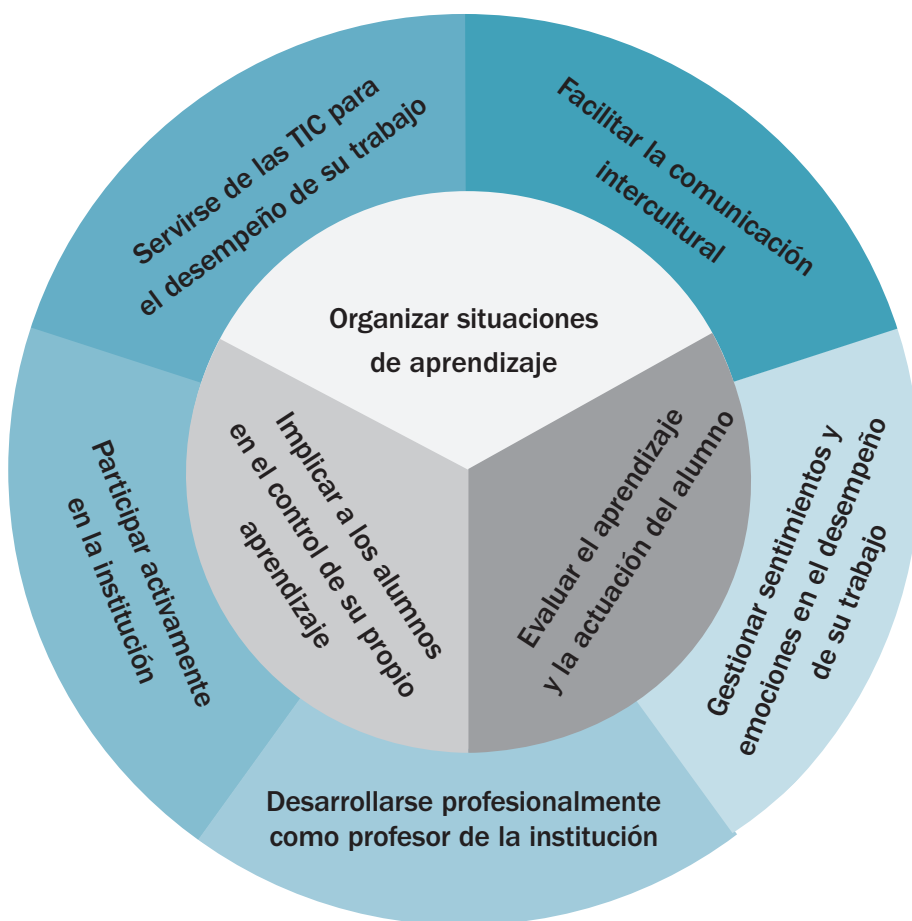 Servirse de las TIC para
el desempeño de su trabajo
Facilitar la comunicación
intercultural
Organizar situaciones
de aprendizaje
Implicar a los alumnos
en el control de su propio
aprendizaje
Evaluar el aprendizaje
y la actuación del alumno
Participar activamente
en la institución
Gestionar sentimientos y
emociones en el desempeño
de su trabajo
Desarrollarse profesionalmente
como profesor de la institución